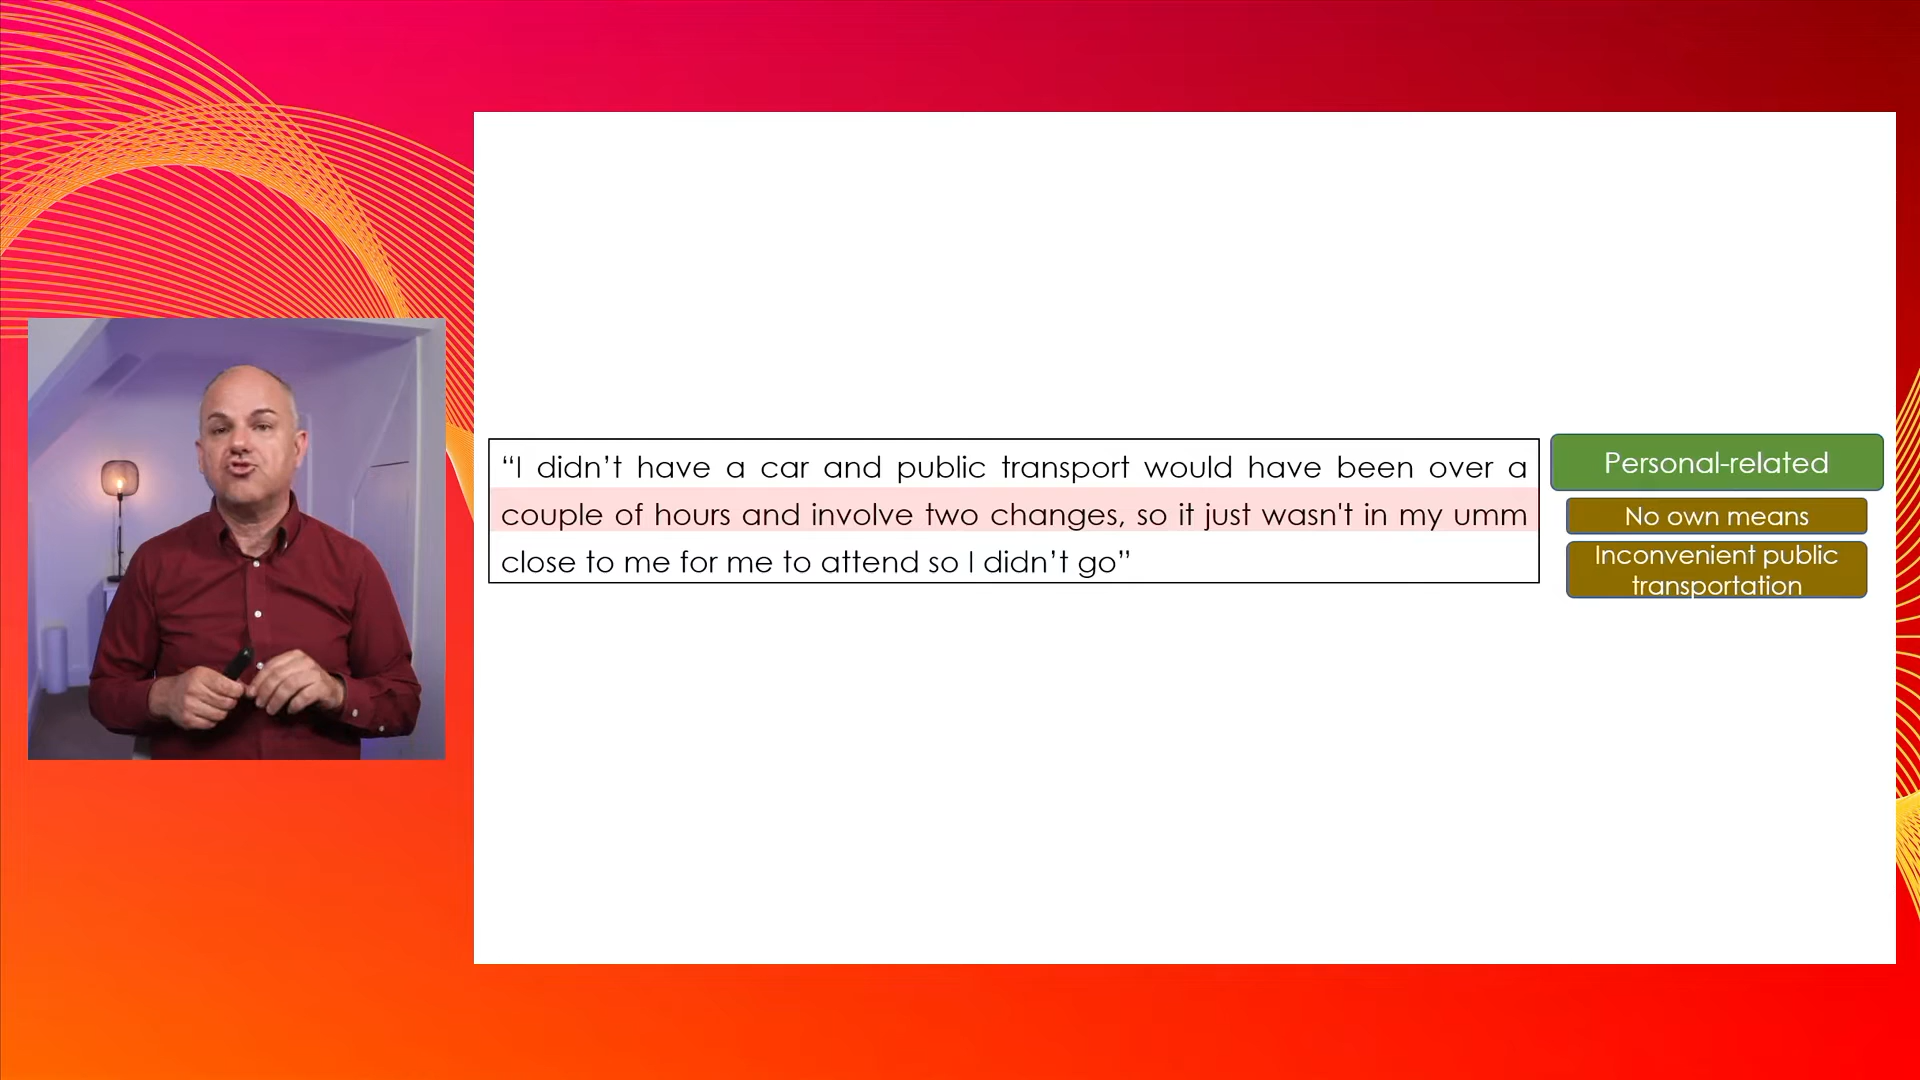 “I didn’t have a car and public transport would have been over a
couple of hours and involve two changes, so it just wasn't in my umm
close to me for me to attend so I didn’t go”
Personal-related
No own means
Inconvenient public
transportation